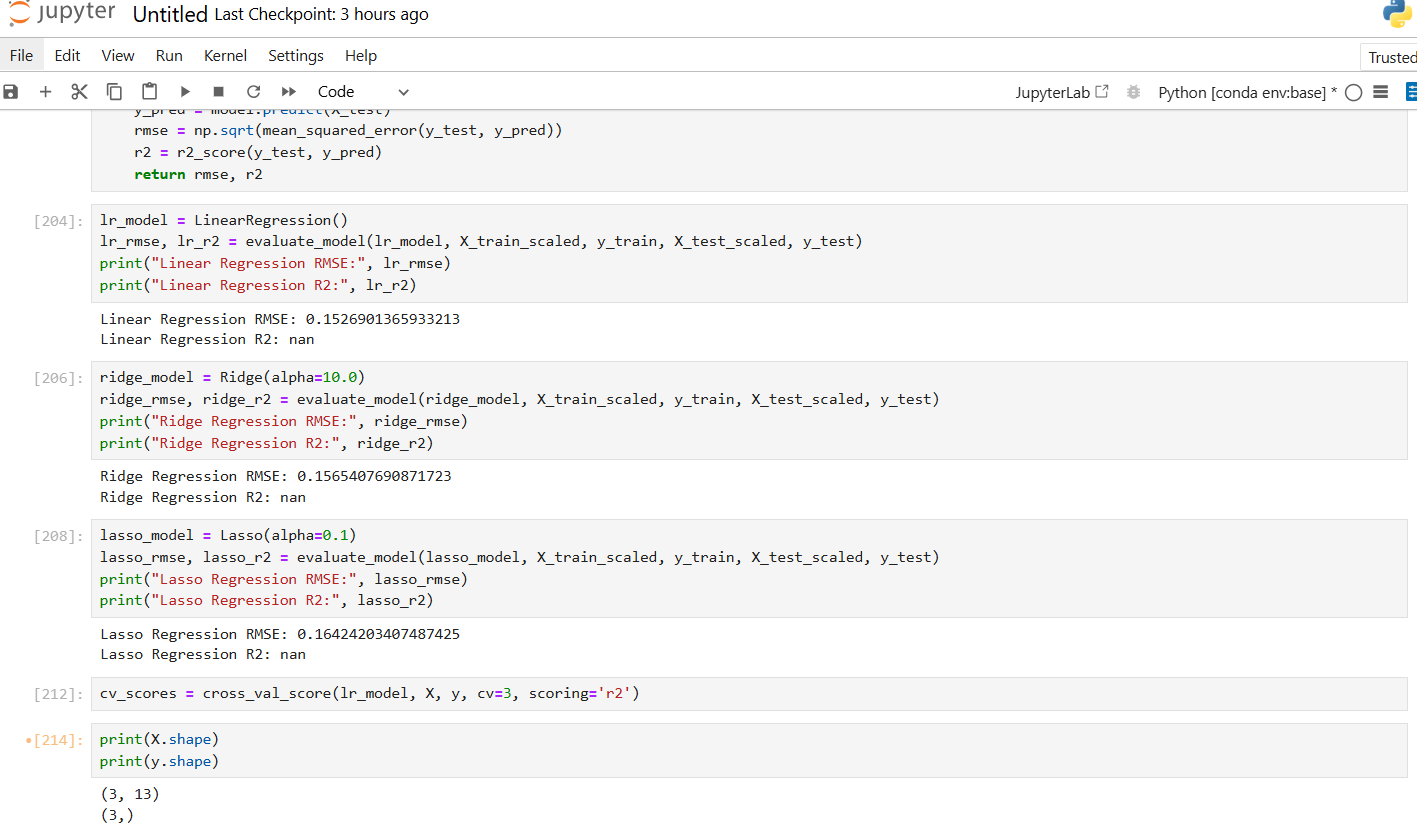 jupyter Untitled Last Checkpoint: 3 hours ago
File Edit View Run Kernel Settings Help Trusted
Code JupyterLab Python [conda env:base] *
y_pred = model.predict(X_test)
rmse = np.sqrt(mean_squared_error(y_test, y_pred))
r2 = r2_score(y_test, y_pred)
return rmse, r2
[204]: lr_model = LinearRegression()
lr_rmse, lr_r2 = evaluate_model(lr_model, X_train_scaled, y_train, X_test_scaled, y_test)
print("Linear Regression RMSE:", lr_rmse)
print("Linear Regression R2:", lr_r2)
Linear Regression RMSE: 0.1526901365933213
Linear Regression R2: nan
[206]: ridge_model = Ridge(alpha=10.0)
ridge_rmse, ridge_r2 = evaluate_model(ridge_model, X_train_scaled, y_train, X_test_scaled, y_test)
print("Ridge Regression RMSE:", ridge_rmse)
print("Ridge Regression R2:", ridge_r2)
Ridge Regression RMSE: 0.1565407690871723
Ridge Regression R2: nan
[208]: lasso_model = Lasso(alpha=0.1)
lasso_rmse, lasso_r2 = evaluate_model(lasso_model, X_train_scaled, y_train, X_test_scaled, y_test)
print("Lasso Regression RMSE:", lasso_rmse)
print("Lasso Regression R2:", lasso_r2)
Lasso Regression RMSE: 0.16424203407487425
Lasso Regression R2: nan
[212]: cv_scores = cross_val_score(lr_model, X, y, cv=3, scoring='r2')
•[214]: print(X.shape)
print(y.shape)
(3, 13)
(3,)